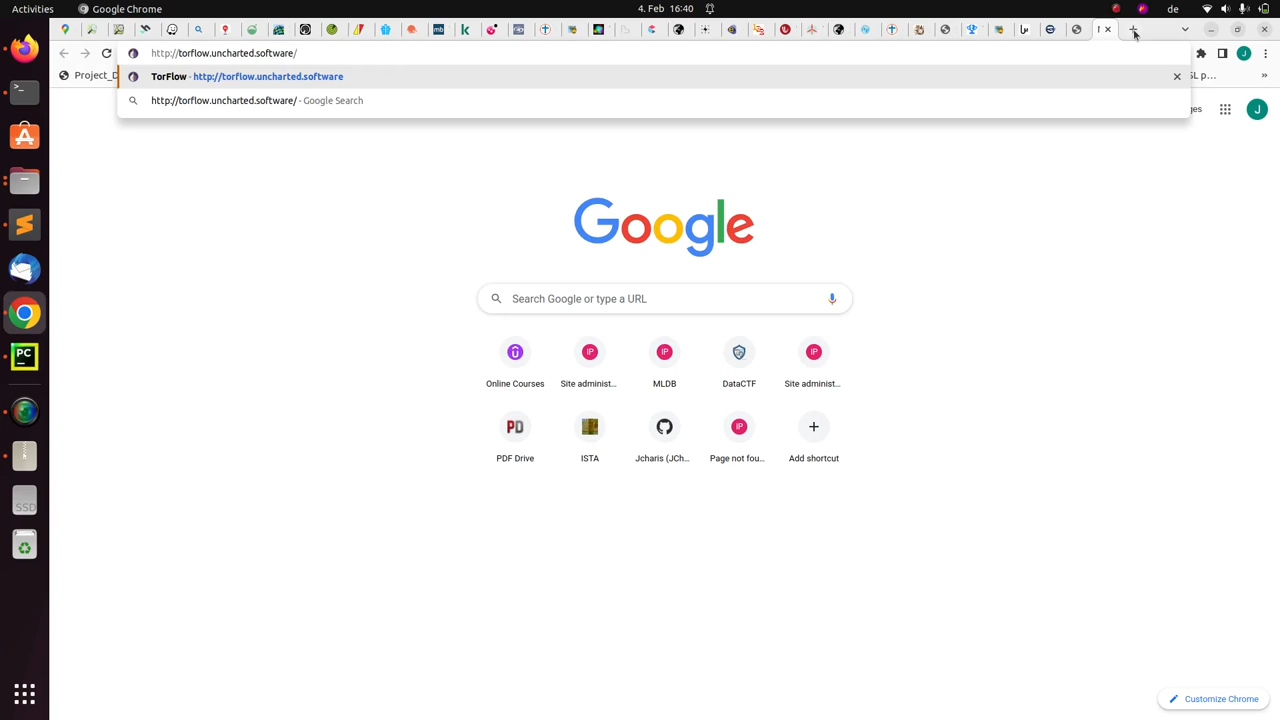 Activities Google Chrome 4. Feb 16:40 de
http://torflow.uncharted.software/
Project_D
TorFlow - http://torflow.uncharted.software
http://torflow.uncharted.software/ - Google Search
Google
Search Google or type a URL
Online Courses Site administ... MLDB DataCTF Site administ...
PDF Drive ISTA Jcharis (JCh... Page not fou... Add shortcut
Customize Chrome